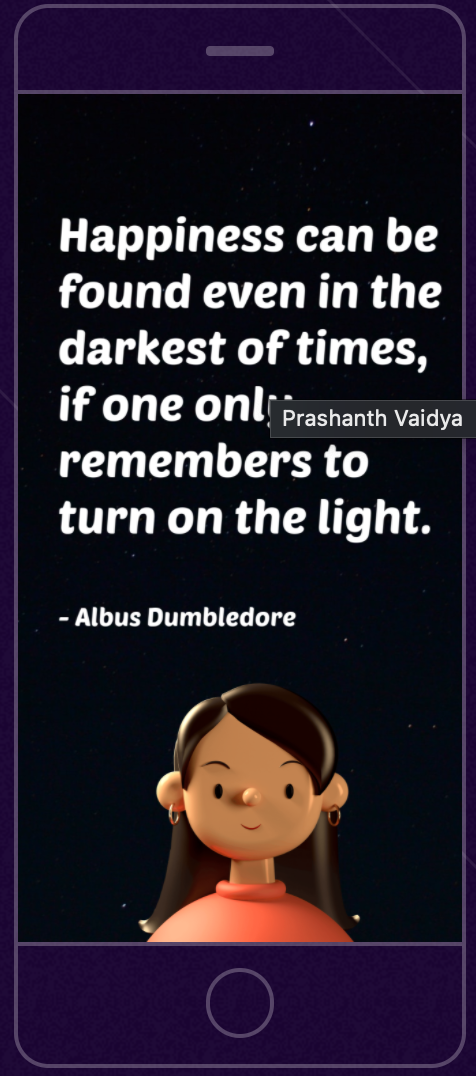 Happiness can be
found even in the
darkest of times,
if one only
Prashanth Vaidya
remembers to
turn on the light.
- Albus Dumbledore